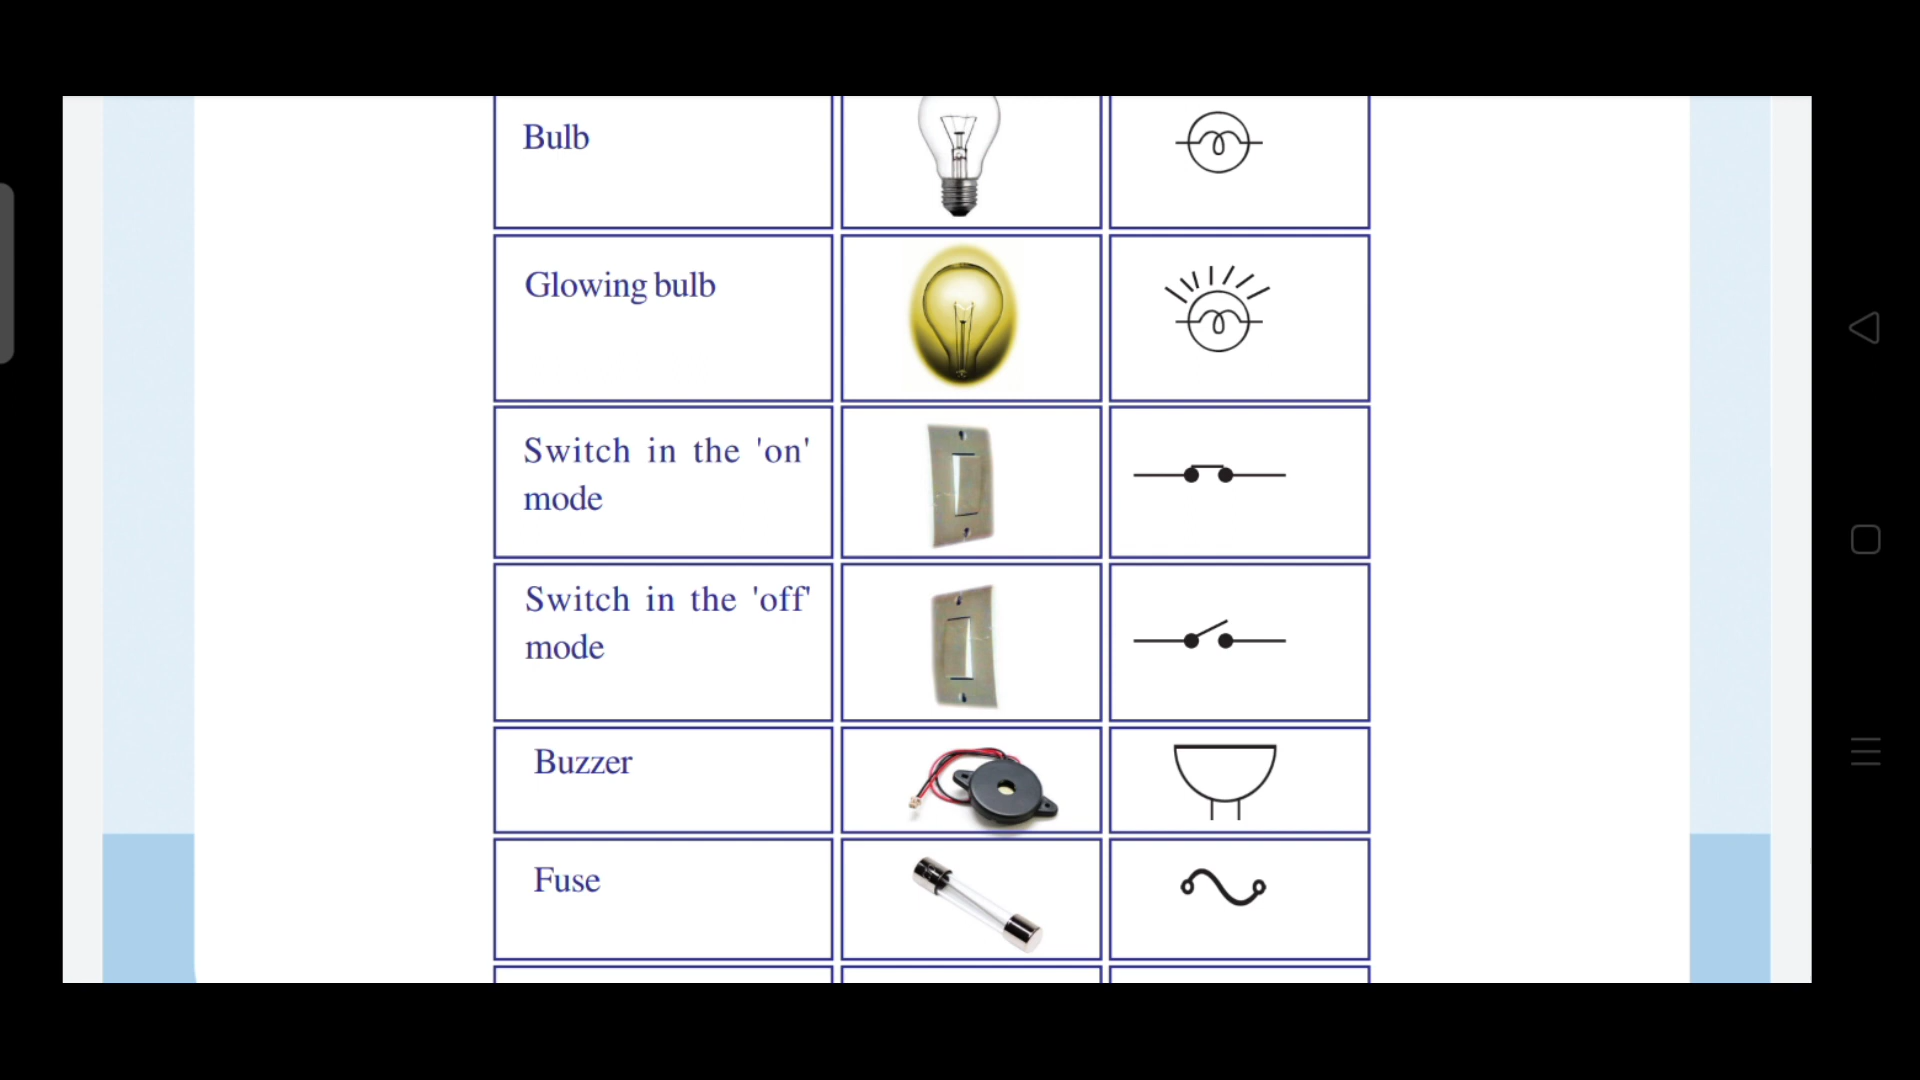 Bulb
Glowing bulb
Switch in the 'on'
mode
Switch in the 'off'
mode
Buzzer
Fuse